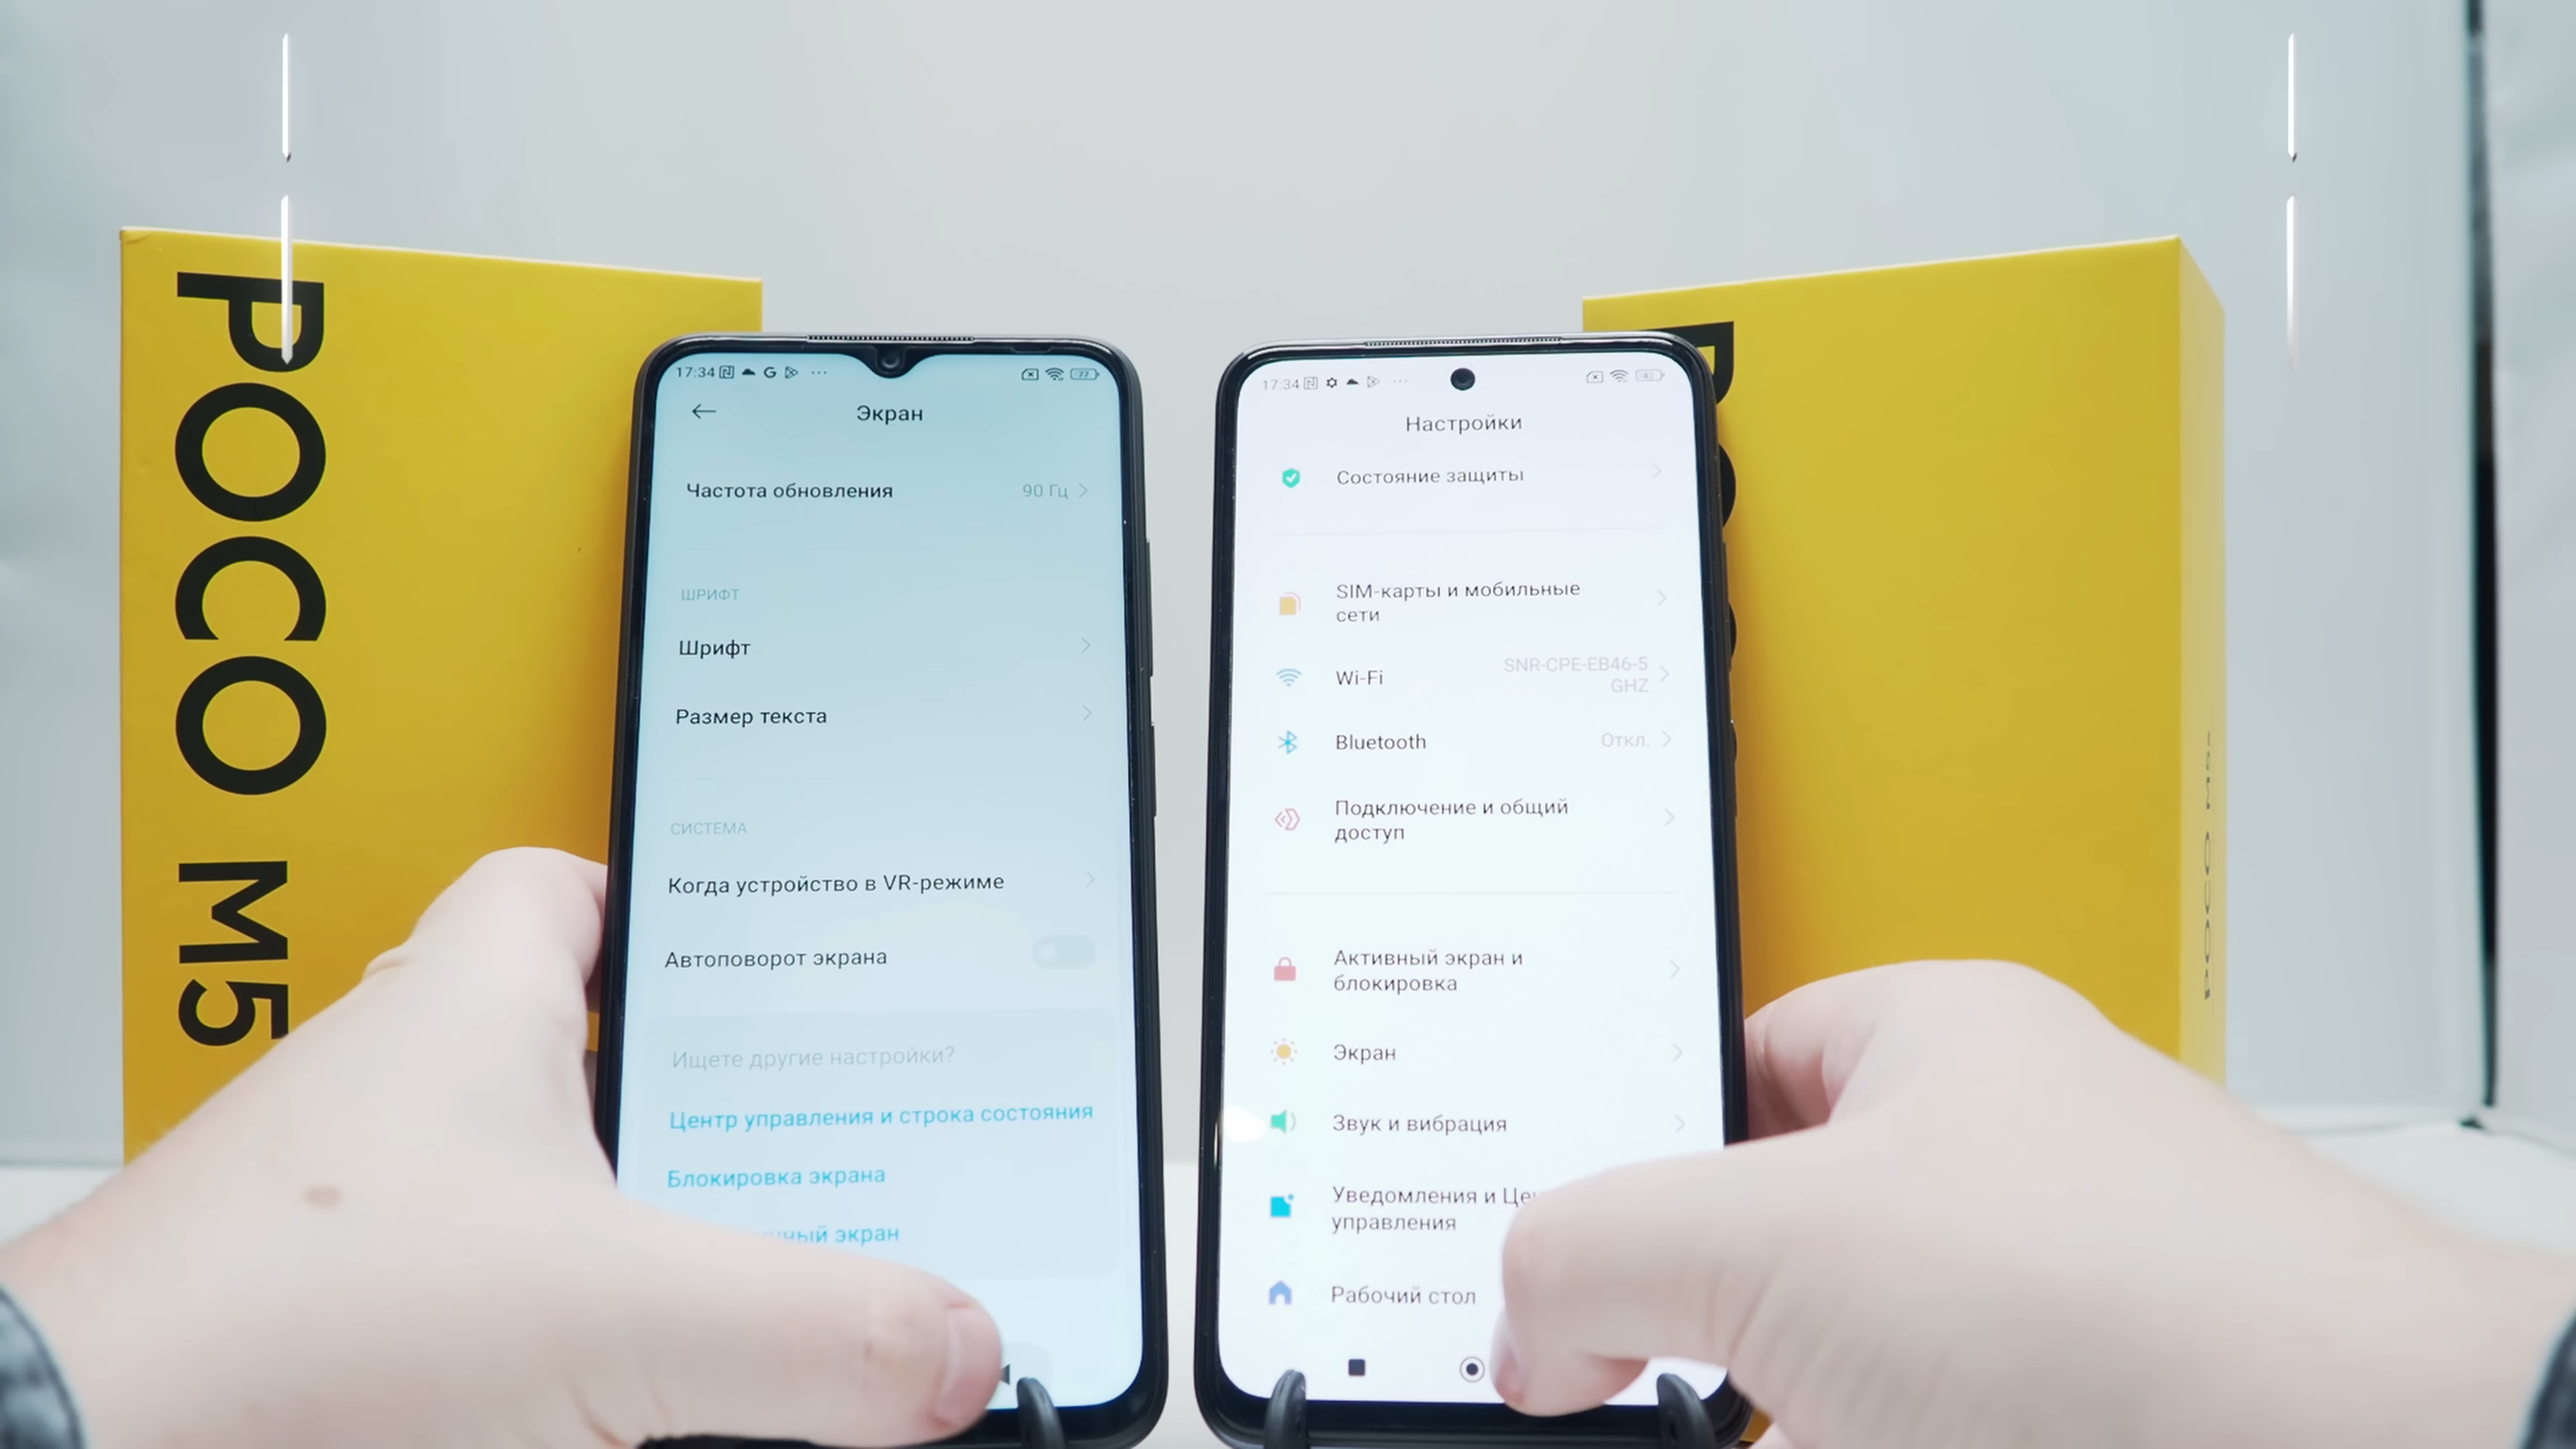 POCO M5
17:34
77
Экран
Частота обновления
90 Гц
ШРИФТ
Шрифт
Размер текста
СИСТЕМА
Когда устройство в VR-режиме
Автоповорот экрана
Ищете другие настройки?
Центр управления и строка состояния
Блокировка экрана
экран
17:34
42
Настройки
Состояние защиты
SIM-карты и мобильные
сети
Wi-Fi
SNR-CPE-EB46-5
GHZ
Bluetooth
Откл.
Подключение и общий
доступ
Активный экран и
блокировка
Экран
Звук и вибрация
Уведомления и
управления
Рабочий стол